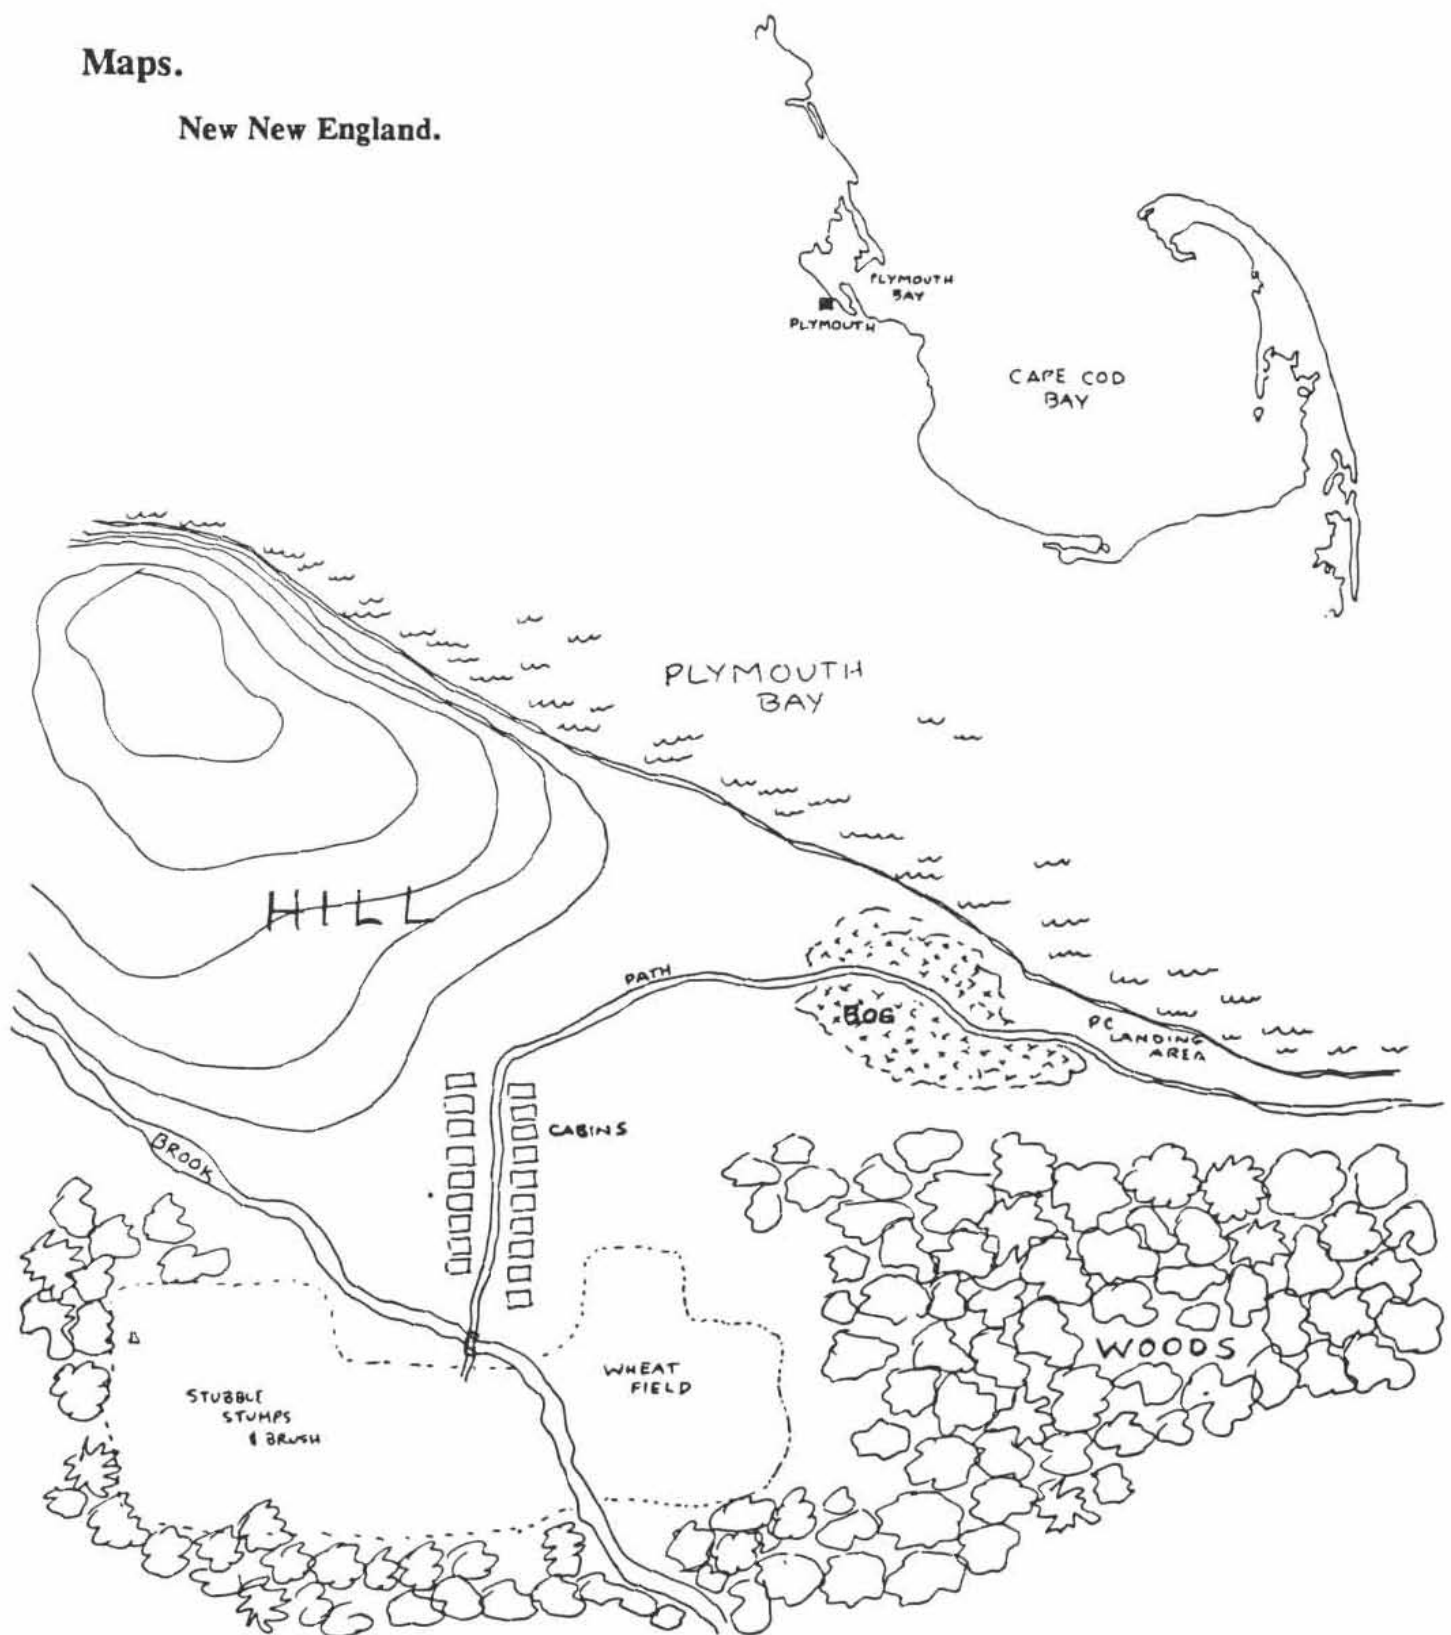 Maps.
New New England.
PLYMOUTH
BAY
PLYMOUTH
CAPE COD
BAY
PLYMOUTH
BAY
HILL
PATH
BOG
PC
LANDING
AREA
CABINS
BROOK
WOODS
WHEAT
FIELD
STUBBLE
STUMPS
& BRUSH